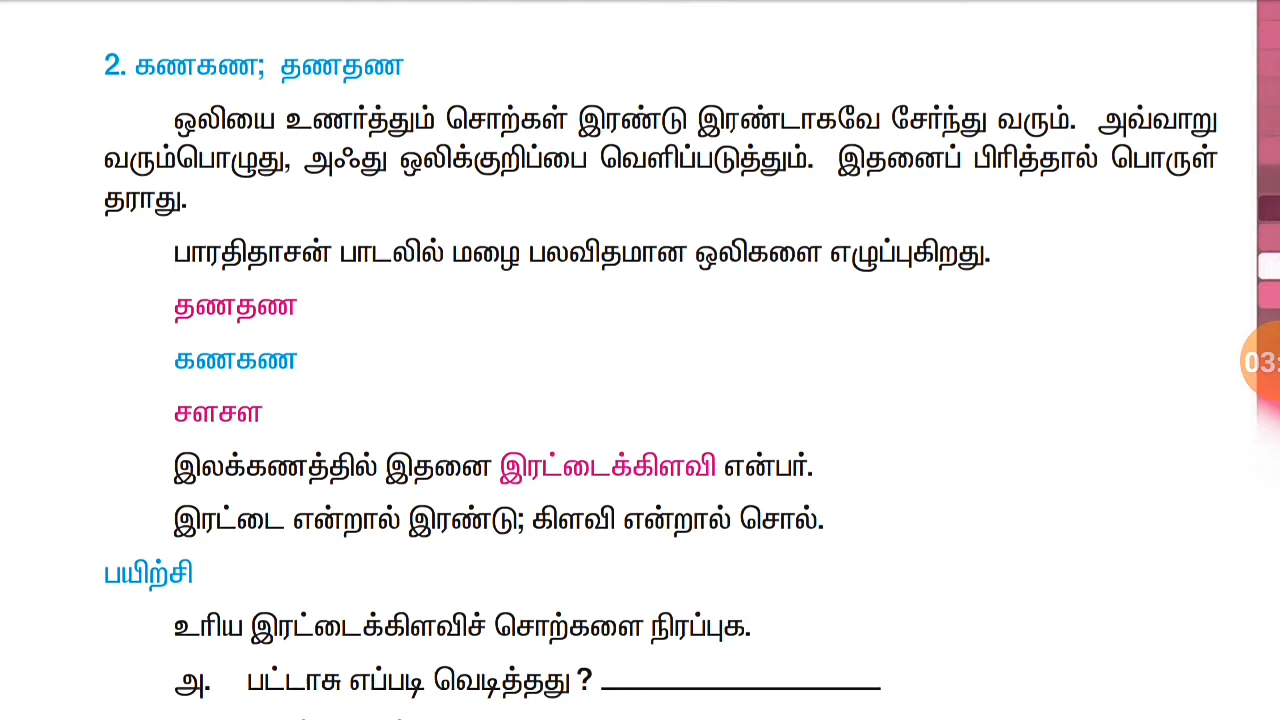 2. கணகண; தணதண
ஒலியை உணர்த்தும் சொற்கள் இரண்டு இரண்டாகவே சேர்ந்து வரும். அவ்வாறு
வரும்பொழுது, அஃது ஒலிக்குறிப்பை வெளிப்படுத்தும். இதனைப் பிரித்தால் பொருள்
தராது.
பாரதிதாசன் பாடலில் மழை பலவிதமான ஒலிகளை எழுப்புகிறது.
தணதண
கணகண
சளசள
இலக்கணத்தில் இதனை இரட்டைக்கிளவி என்பர்.
இரட்டை என்றால் இரண்டு; கிளவி என்றால் சொல்.
பயிற்சி
உரிய இரட்டைக்கிளவிச் சொற்களை நிரப்புக.
அ. பட்டாசு எப்படி வெடித்தது ?
03: